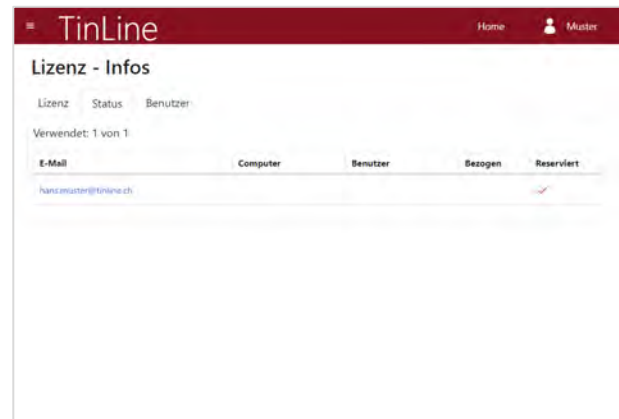 ≡ TinLine Home Muster
Lizenz - Infos
Lizenz Status Benutzer
Verwendet: 1 von 1
E-Mail Computer Benutzer Bezogen Reserviert
hans.muster@tinline.ch